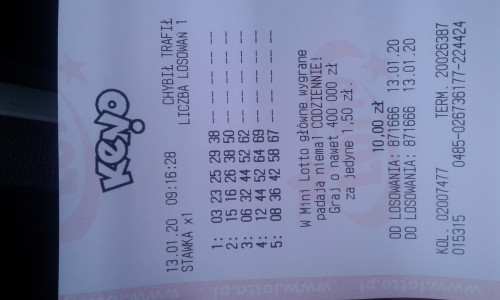 KENO
13.01.20 09:16:28 CHYBIŁ TRAFIŁ
STAWKA x1 LICZBA LOSOWAŃ 1
1: 03 23 25 29 38 -- -- -- -- --
2: 15 16 26 38 50 -- -- -- -- --
3: 06 32 44 52 62 -- -- -- -- --
4: 12 44 52 64 69 -- -- -- -- --
5: 08 36 42 58 67 -- -- -- -- --
W Mini Lotto główne wygrane
padają niemal CODZIENNIE!
Graj o nawet 400 000 zł
za jedyne 1,50 zł.
10,00 zł
OD LOSOWANIA: 871666 13.01.20
DO LOSOWANIA: 871666 13.01.20
KOL. 02007477 TERM. 20026387
015315 0485-026736177-224424
www.lotto.pl
www.lotto.pl